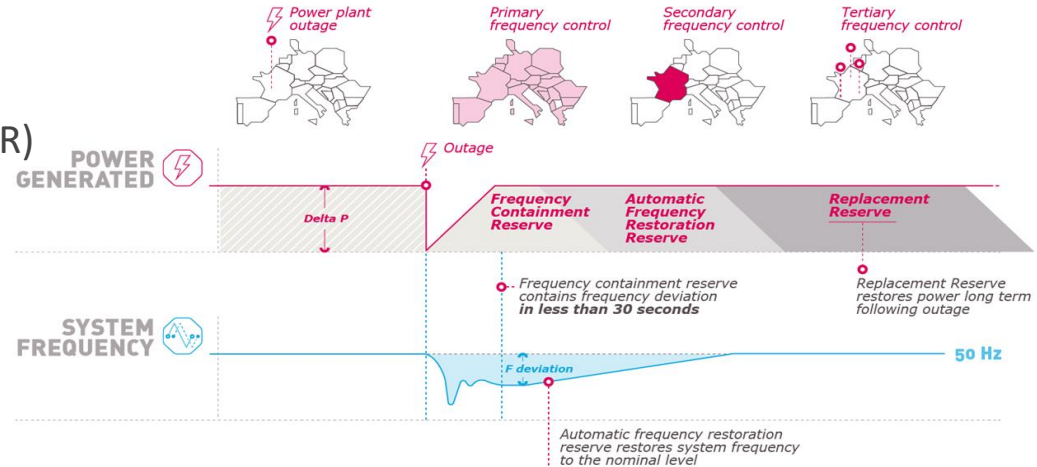 Power plant
outage
Primary
frequency control
Secondary
frequency control
Tertiary
frequency control
R)
POWER
GENERATED
Outage
Delta P
Frequency
Containment
Reserve
Automatic
Frequency
Restoration
Reserve
Replacement
Reserve
Frequency containment reserve
contains frequency deviation
in less than 30 seconds
Replacement Reserve
restores power long term
following outage
SYSTEM
FREQUENCY
50 Hz
F deviation
Automatic frequency restoration
reserve restores system frequency
to the nominal level